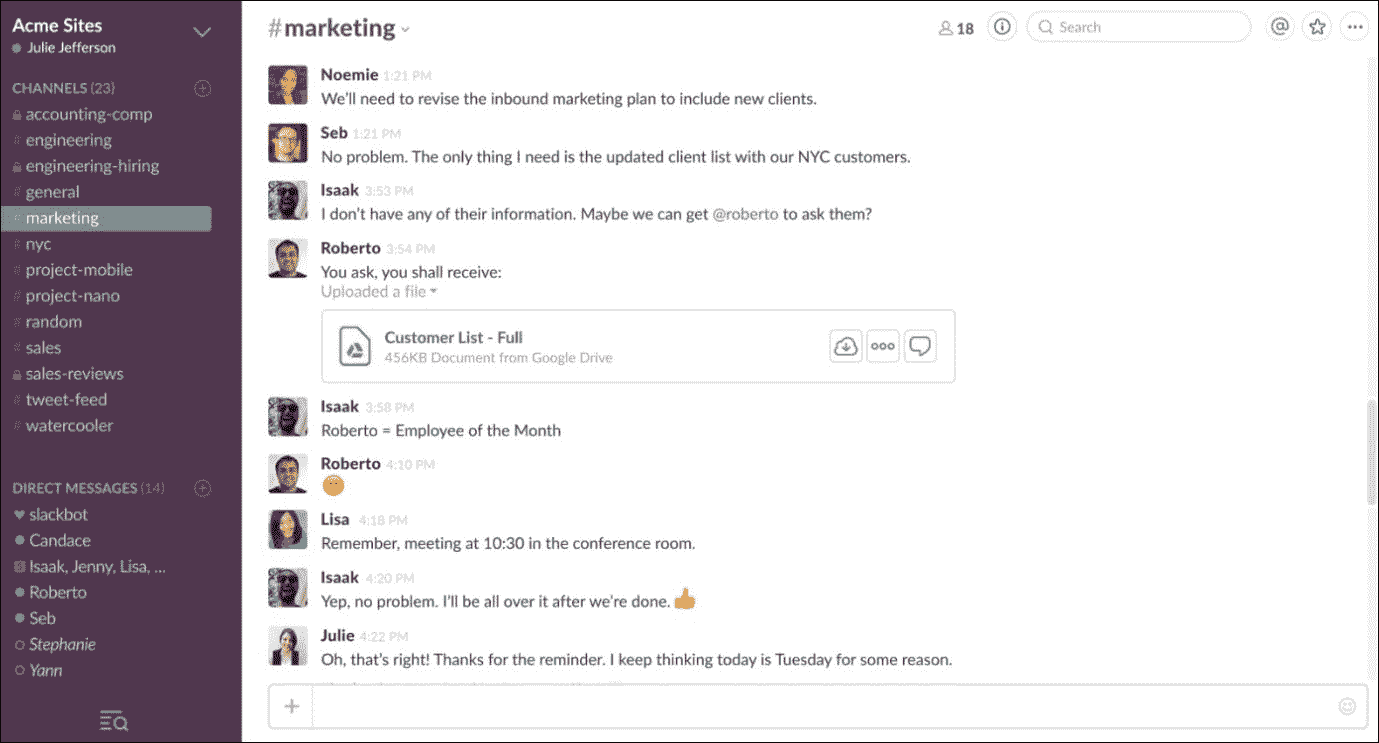 Acme Sites
Julie Jefferson
CHANNELS (23)
accounting-comp
# engineering
engineering-hiring
# general
# marketing
# nyc
# project-mobile
# project-nano
# random
# sales
sales-reviews
# tweet-feed
# watercooler
DIRECT MESSAGES (14)
slackbot
Candace
Isaak, Jenny, Lisa, ...
Roberto
Seb
Stephanie
Yann
#marketing
18
Search
Noemie 1:21 PM
We'll need to revise the inbound marketing plan to include new clients.
Seb 1:21 PM
No problem. The only thing I need is the updated client list with our NYC customers.
Isaak 3:53 PM
I don't have any of their information. Maybe we can get @roberto to ask them?
Roberto 3:54 PM
You ask, you shall receive:
Uploaded a file
Customer List - Full
456KB Document from Google Drive
Isaak 3:58 PM
Roberto = Employee of the Month
Roberto 4:10 PM
Lisa 4:18 PM
Remember, meeting at 10:30 in the conference room.
Isaak 4:20 PM
Yep, no problem. I'll be all over it after we're done.
Julie 4:22 PM
Oh, that's right! Thanks for the reminder. I keep thinking today is Tuesday for some reason.